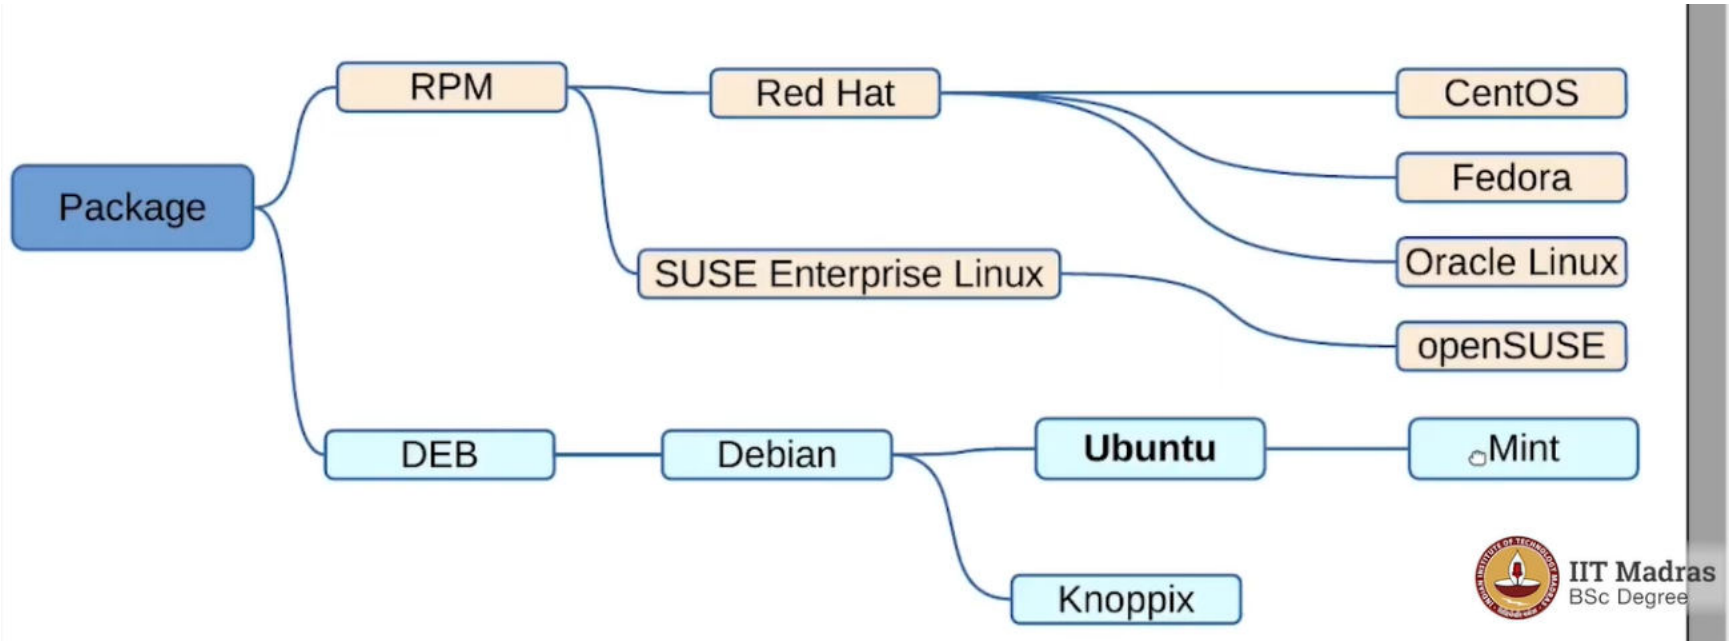 RPM
Red Hat
CentOS
Fedora
Package
Oracle Linux
SUSE Enterprise Linux
openSUSE
DEB
Debian
Ubuntu
Mint
Knoppix
IIT Madras
BSc Degree